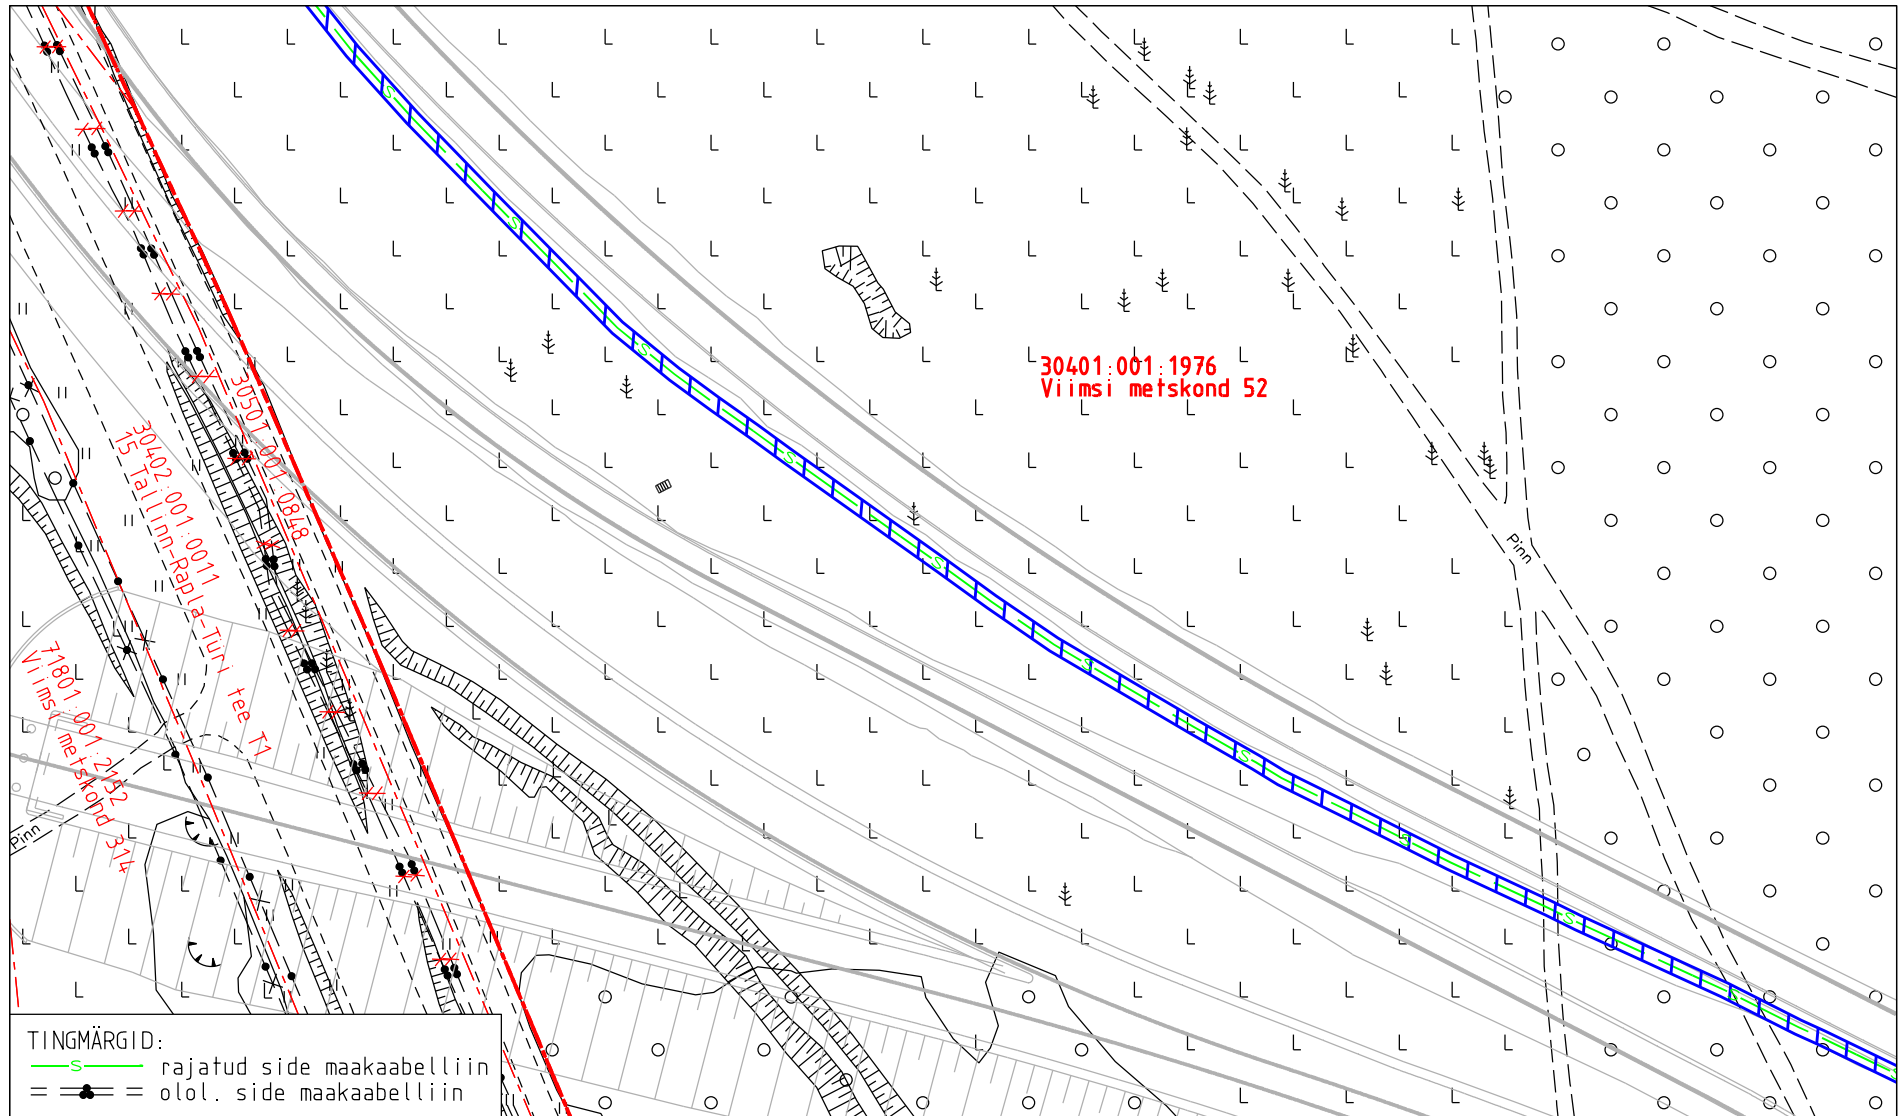 30401:001:1976
Viimsi metskond 52
30501:001:0848
30402:001:0011
15 Tallinn-Rapla-Türi tee T1
71801:001:2152
Viimsi metskond 314
Pinn
Pinn
TINGMÄRGID:
S rajatud side maakaabelliin
olol. side maakaabelliin